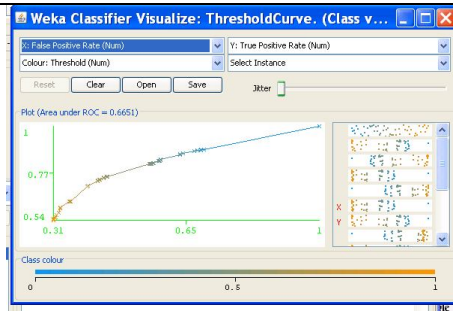 Weka Classifier Visualize: ThresholdCurve. (Class v...
X: False Positive Rate (Num) Y: True Positive Rate (Num)
Colour: Threshold (Num) Select Instance
Reset Clear Open Save Jitter
Plot (Area under ROC = 0.6651)
1
0.77
0.54
0.31 0.65 1
X
Y
Class colour
0 0.5 1